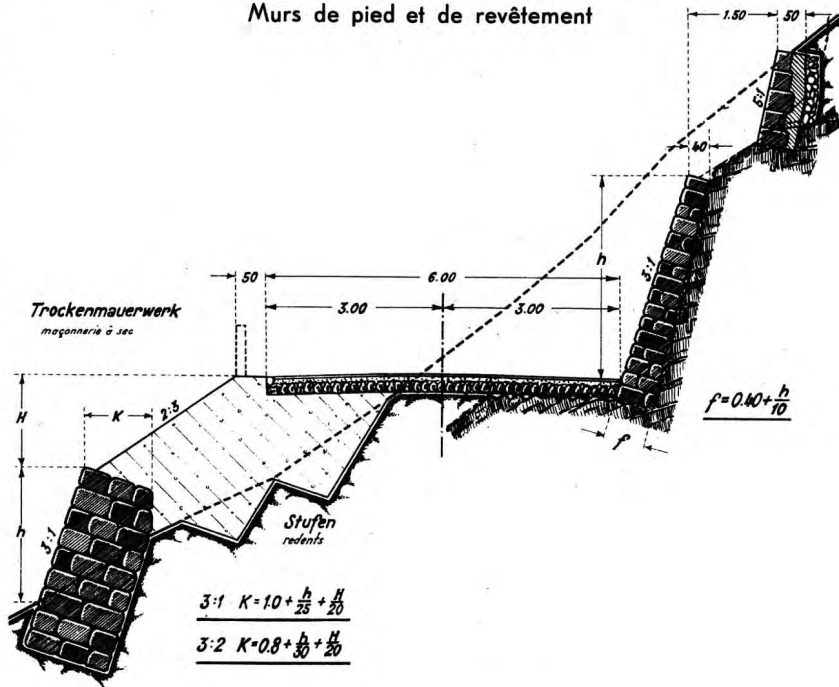 Murs de pied et de revêtement
1.50
50
5:1
40
h
3:1
50
6.00
3.00
3.00
Trockenmauerwerk
maçonnerie à sec
H
K
2:3
f=0.40+h/10
f
h
3:1
Stufen
redents
3:1 K=1.0+h/25+H/20
3:2 K=0.8+h/30+H/20